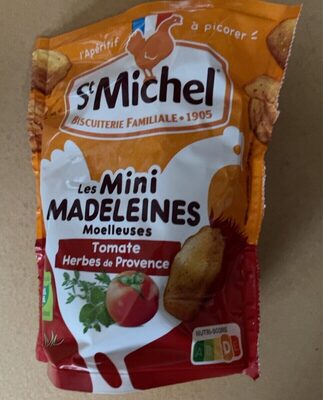 l'Apéritif à picorer
St Michel
BISCUITERIE FAMILIALE • 1905
Les Mini
MADELEINES
Moelleuses
Tomate
Herbes de Provence
NUTRI-SCORE
A B C D E